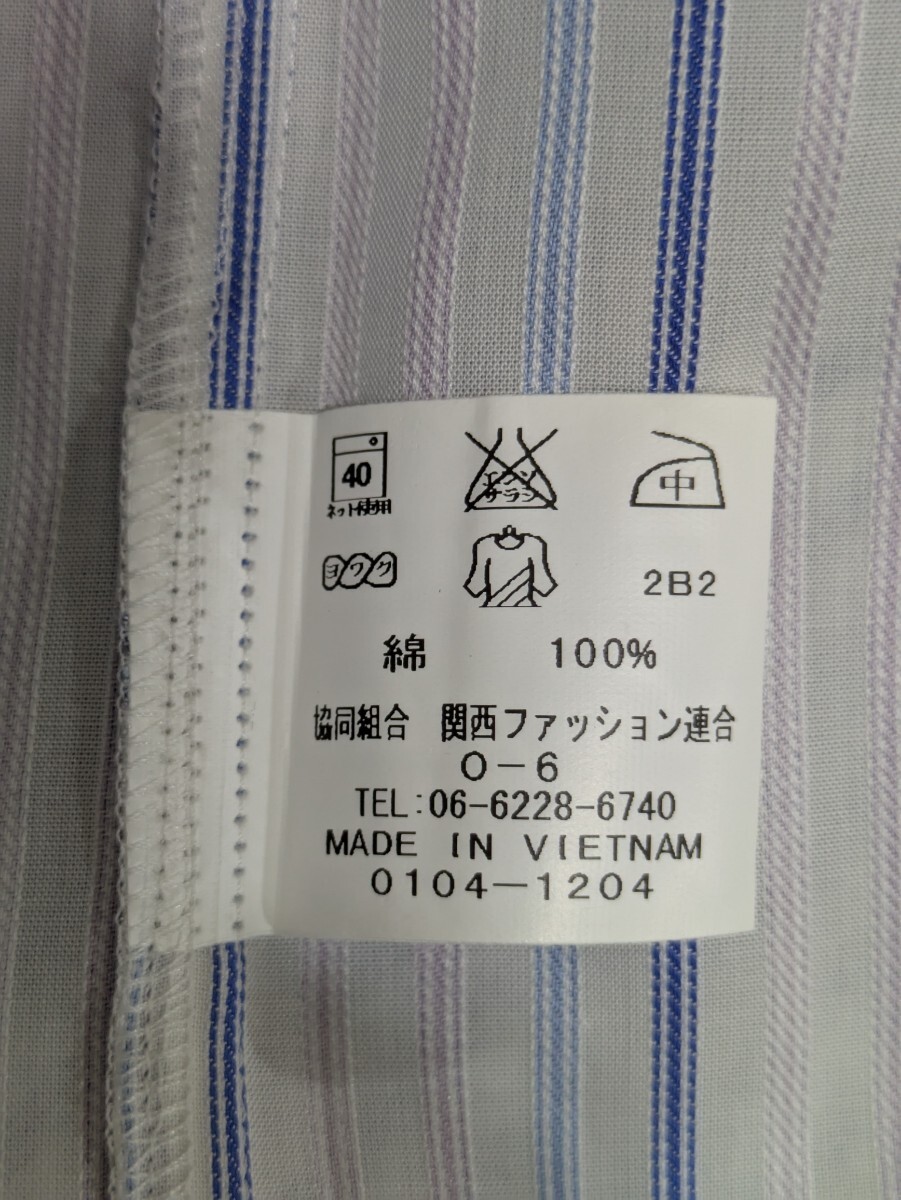 40
ネット使用
エンソ
サラシ
中
ヨワク
2B2
綿 100%
協同組合 関西ファッション連合
O-6
TEL:06-6228-6740
MADE IN VIETNAM
0104-1204